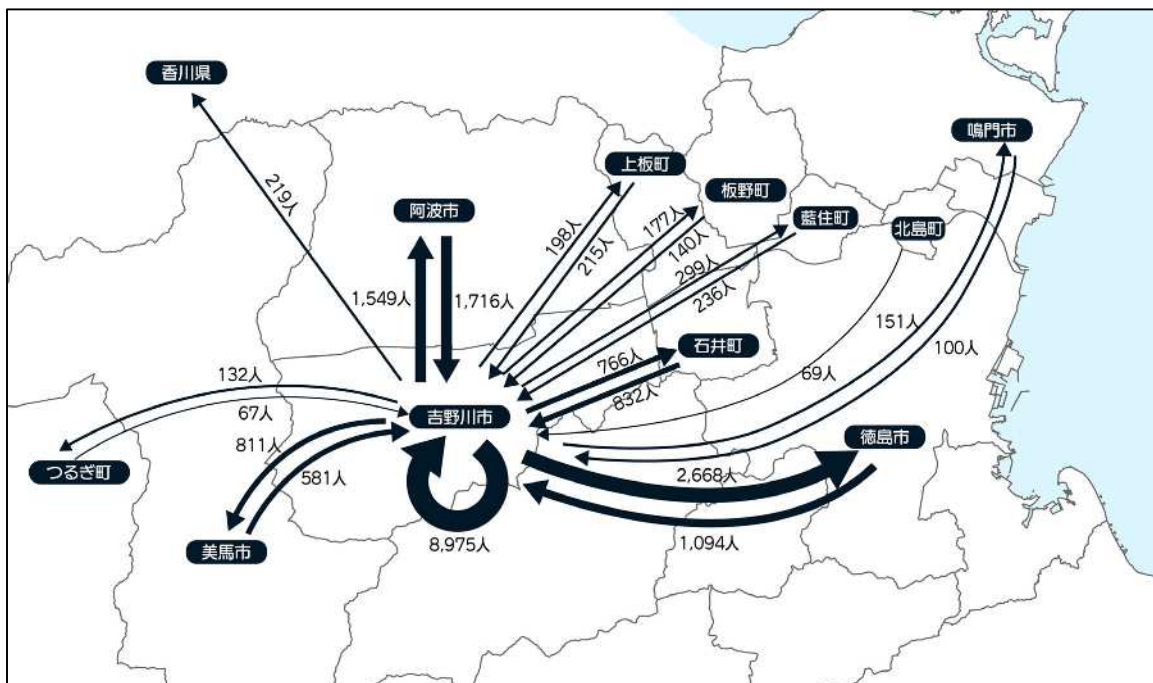 香川県
鳴門市
上板町
板野町
藍住町
北島町
阿波市
219人
198人
215人
177人
140人
299人
236人
1,549人
1,716人
151人
100人
石井町
766人
832人
69人
132人
67人
吉野川市
つるぎ町
811人
581人
徳島市
2,668人
美馬市
8,975人
1,094人